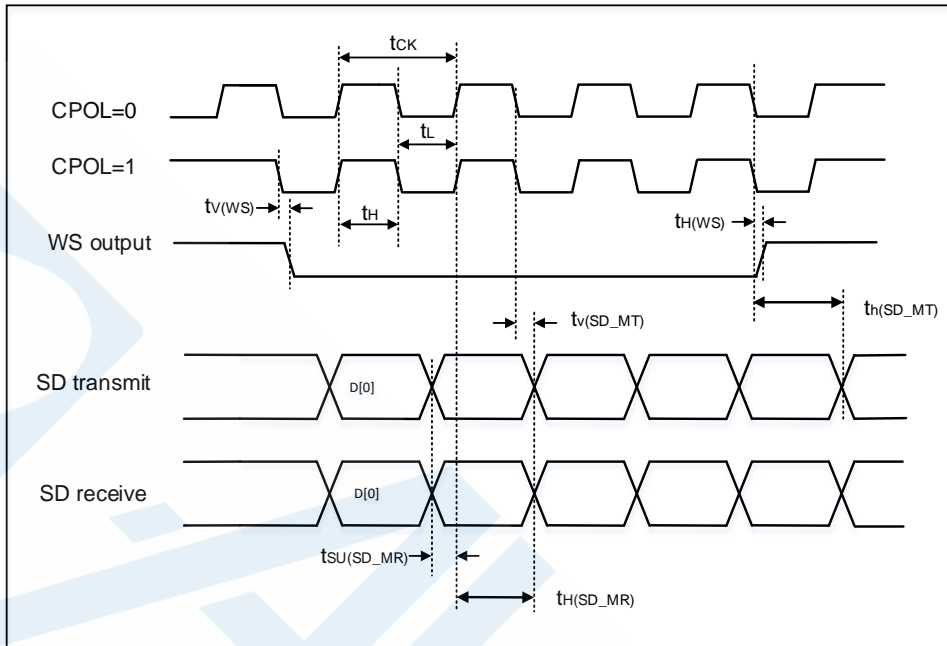 tCK
CPOL=0
tL
CPOL=1
tV(WS)
tH
tH(WS)
WS output
th(SD_MT)
tv(SD_MT)
SD transmit
D[0]
SD receive
D[0]
tSU(SD_MR)
tH(SD_MR)